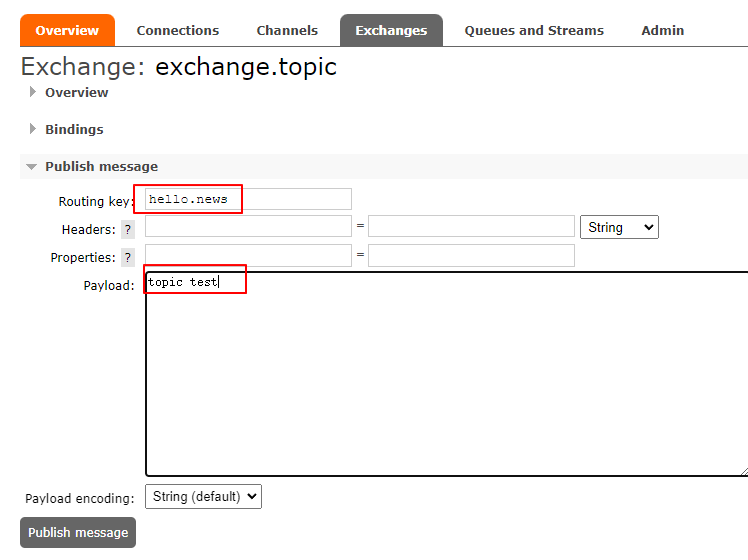 Overview Connections Channels Exchanges Queues and Streams Admin
Exchange: exchange.topic
Overview
Bindings
Publish message
Routing key: hello.news
Headers: ? = String
Properties: ? =
Payload: topic test
Payload encoding: String (default)
Publish message